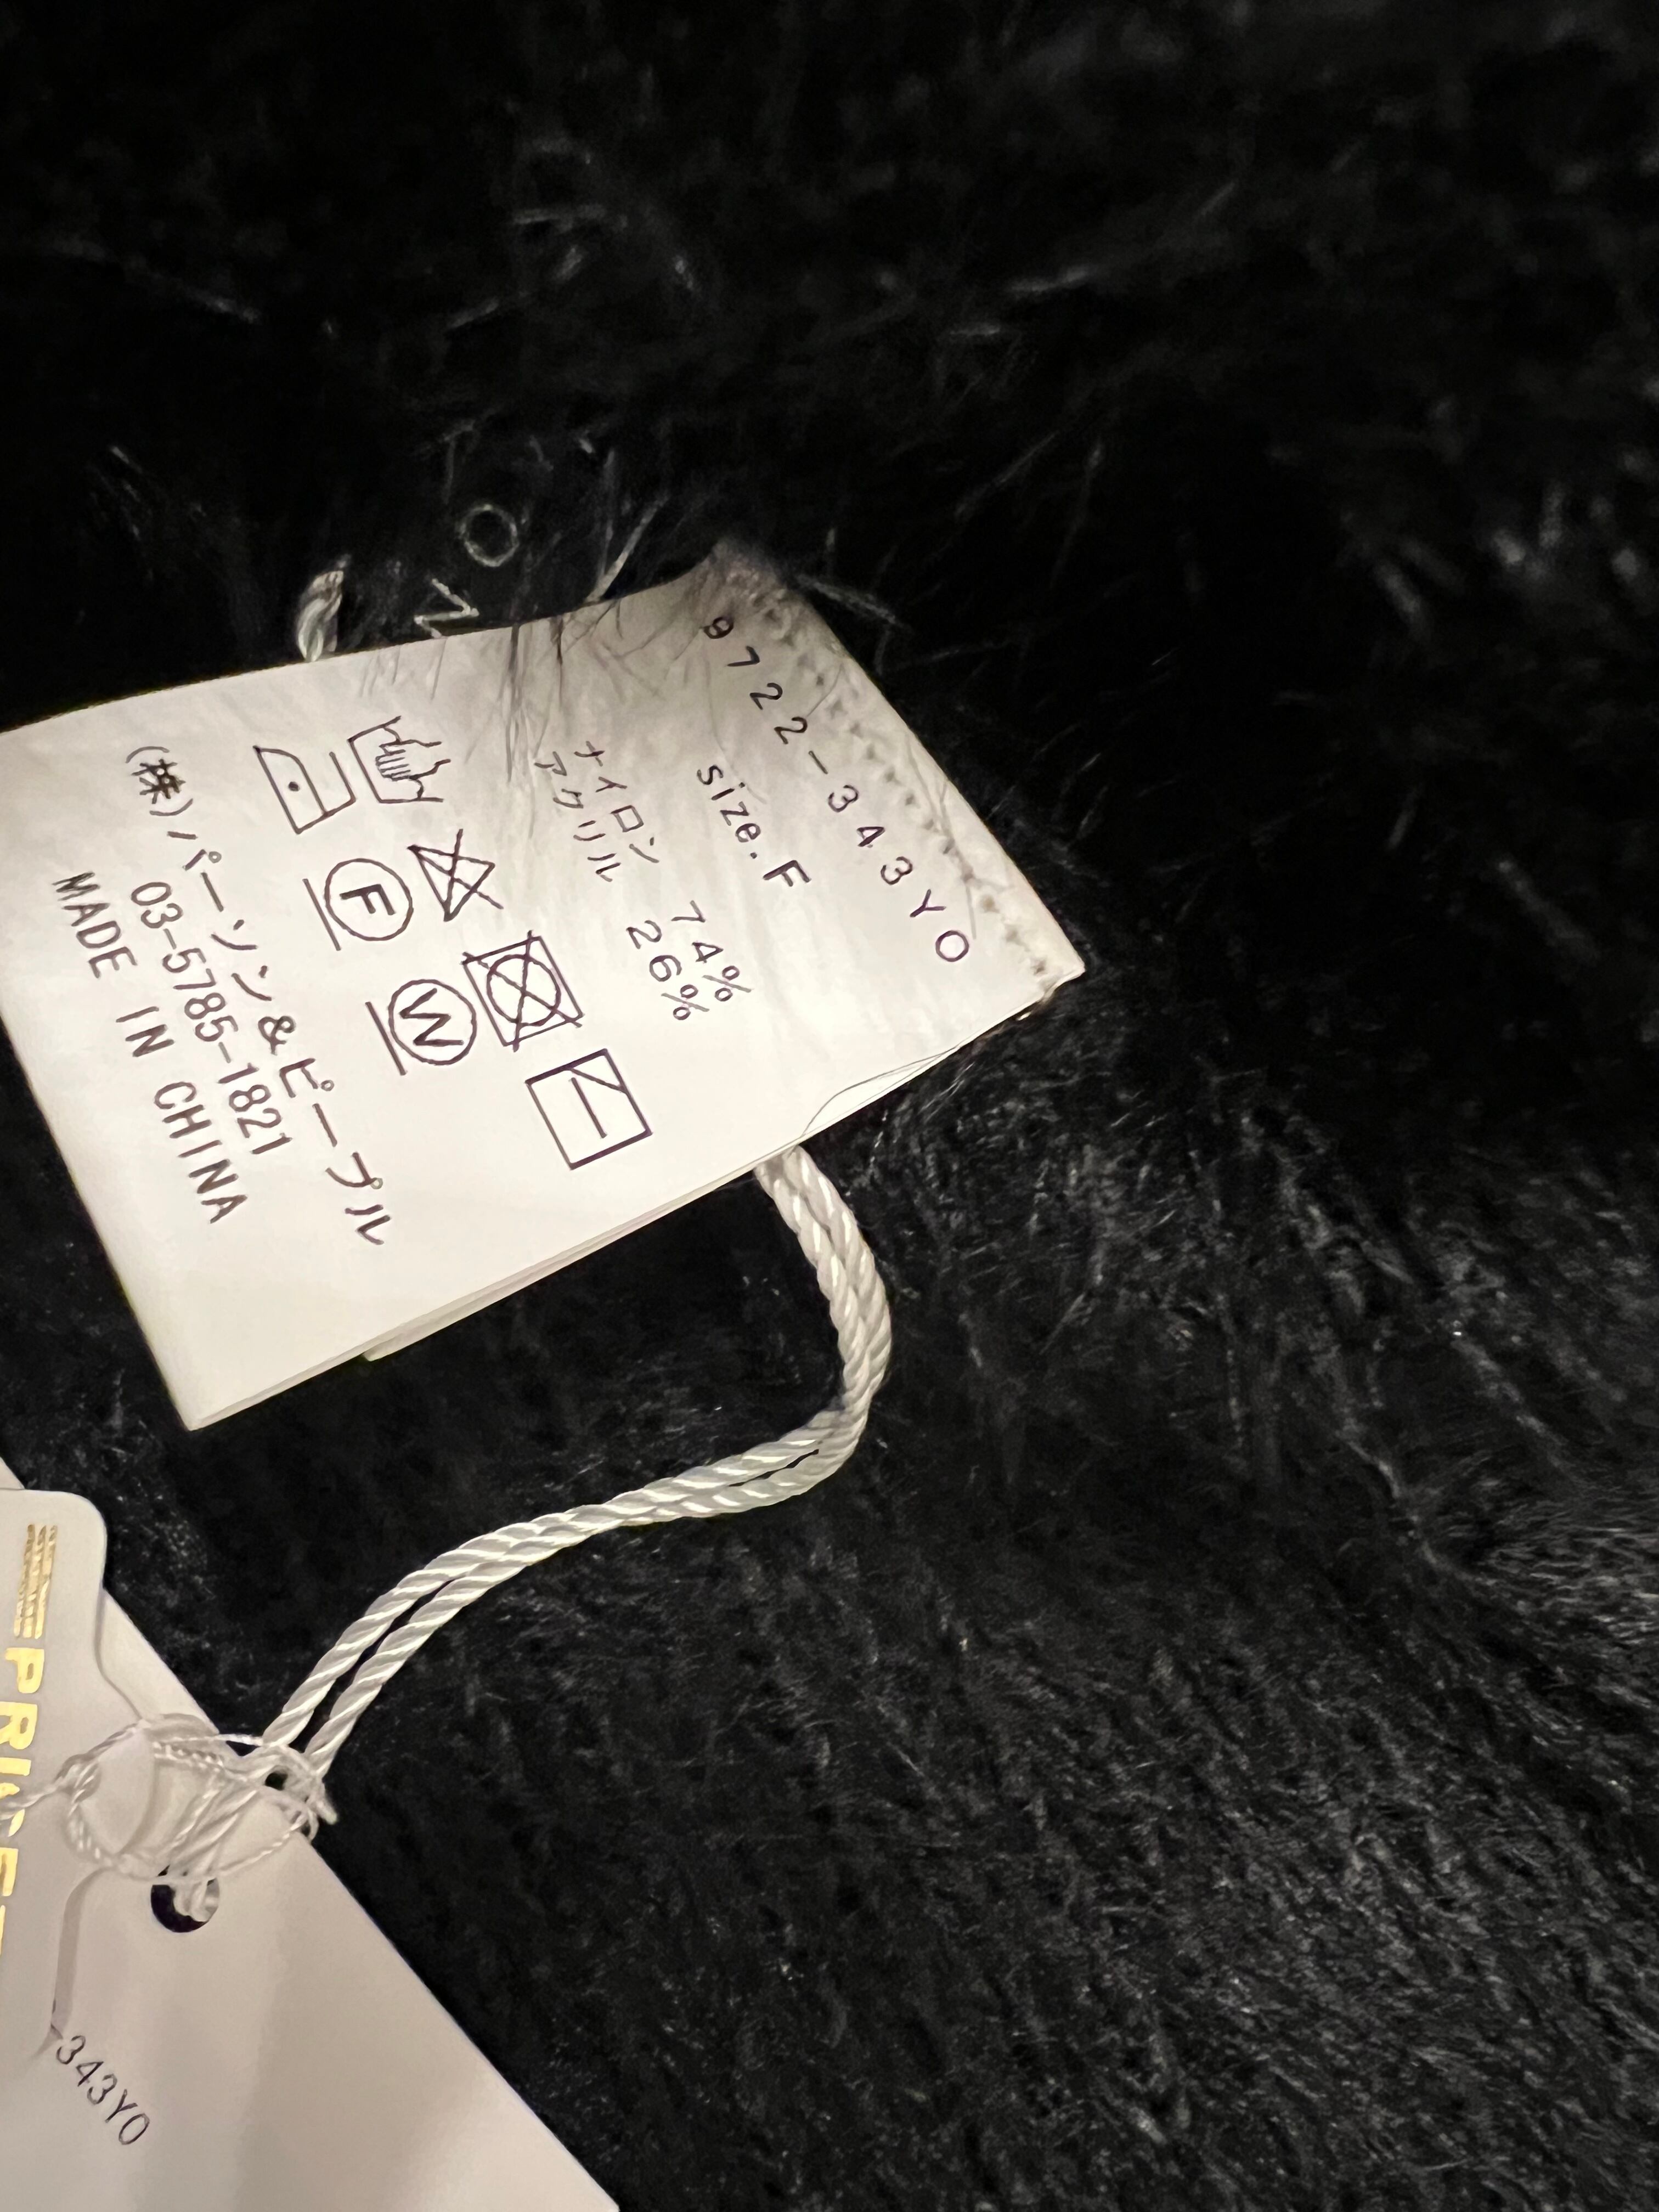 9722-343YO
size.F
ナイロン 74%
アクリル 26%
F W
(株)パーソン&ピープル
03-5785-1821
MADE IN CHINA
343YO